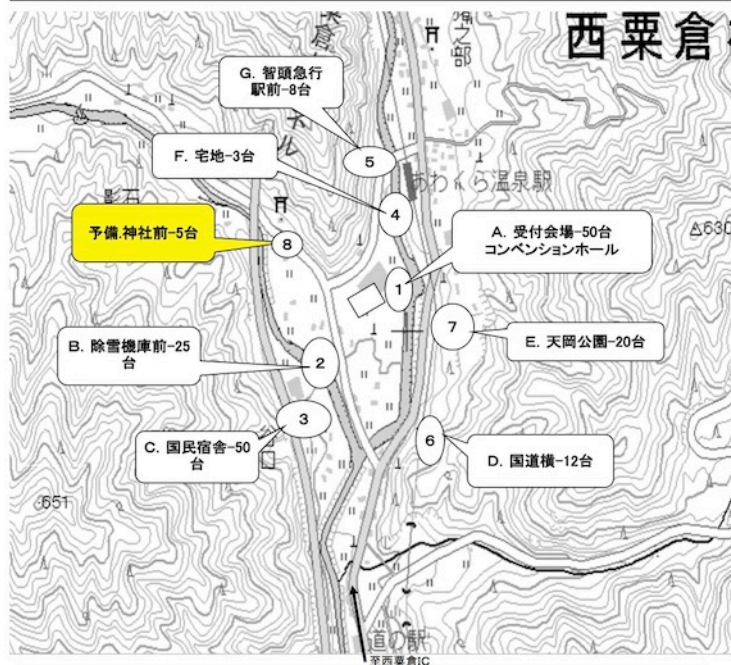 西粟倉
G. 智頭急行
駅前-8台
5
F. 宅地-3台
あわくら温泉駅
4
影石
予備.神社前-5台
8
A. 受付会場-50台
コンベンションホール
1
630
7
E. 天岡公園-20台
B. 除雪機庫前-25
台
2
3
C. 国民宿舎-50
台
6
D. 国道横-12台
651
道の駅
至西粟倉IC